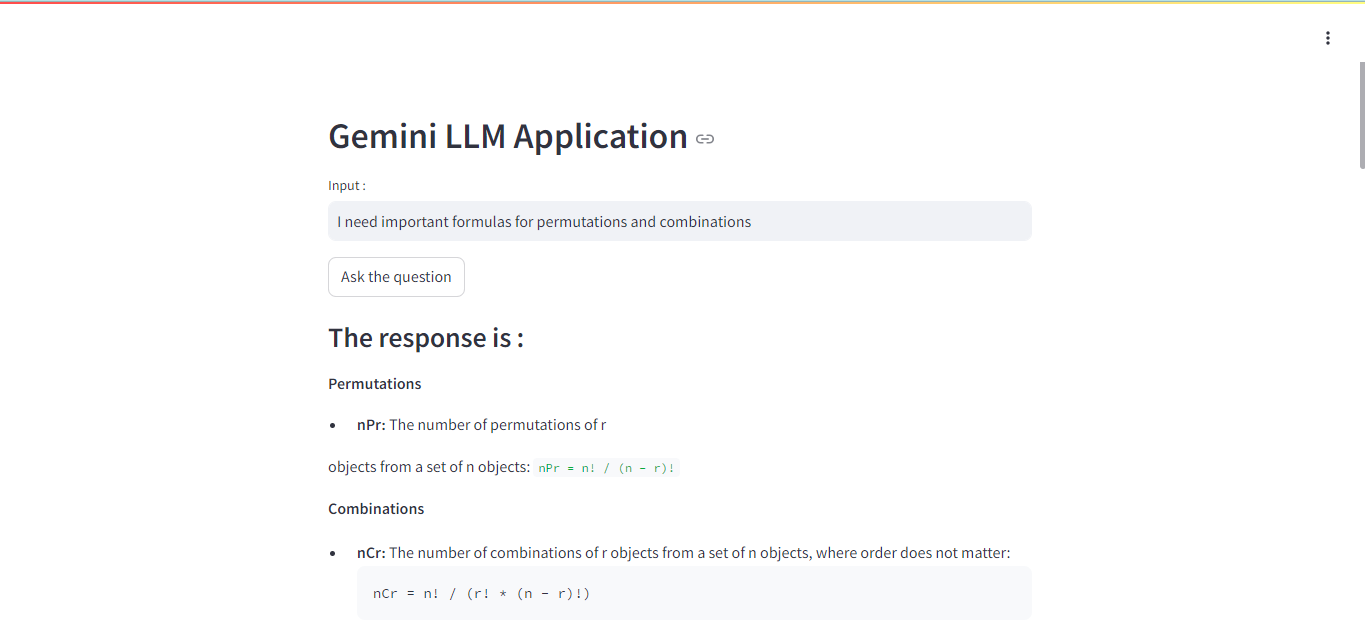 Gemini LLM Application
Input :
I need important formulas for permutations and combinations
Ask the question
The response is :
Permutations
• nPr: The number of permutations of r
objects from a set of n objects: nPr = n! / (n - r)!
Combinations
• nCr: The number of combinations of r objects from a set of n objects, where order does not matter:
nCr = n! / (r! * (n - r)!)